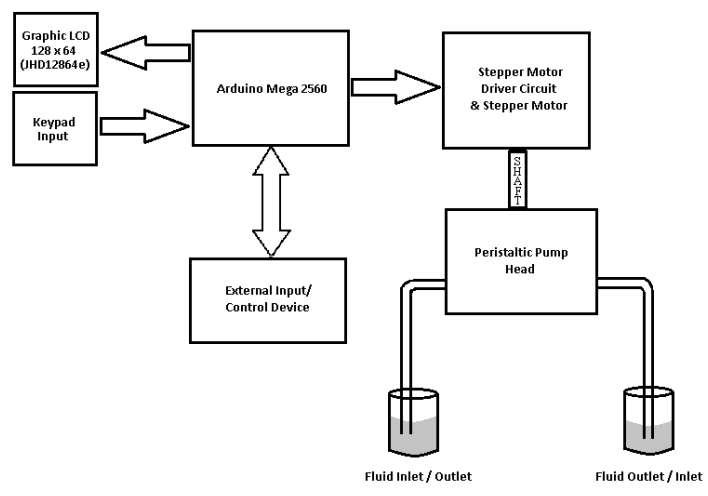 Graphic LCD
128 x 64
(JHD12864e)
Keypad
Input
Arduino Mega 2560
Stepper Motor
Driver Circuit
& Stepper Motor
SHAFT
Peristaltic Pump
Head
External Input/
Control Device
Fluid Inlet / Outlet
Fluid Outlet / Inlet